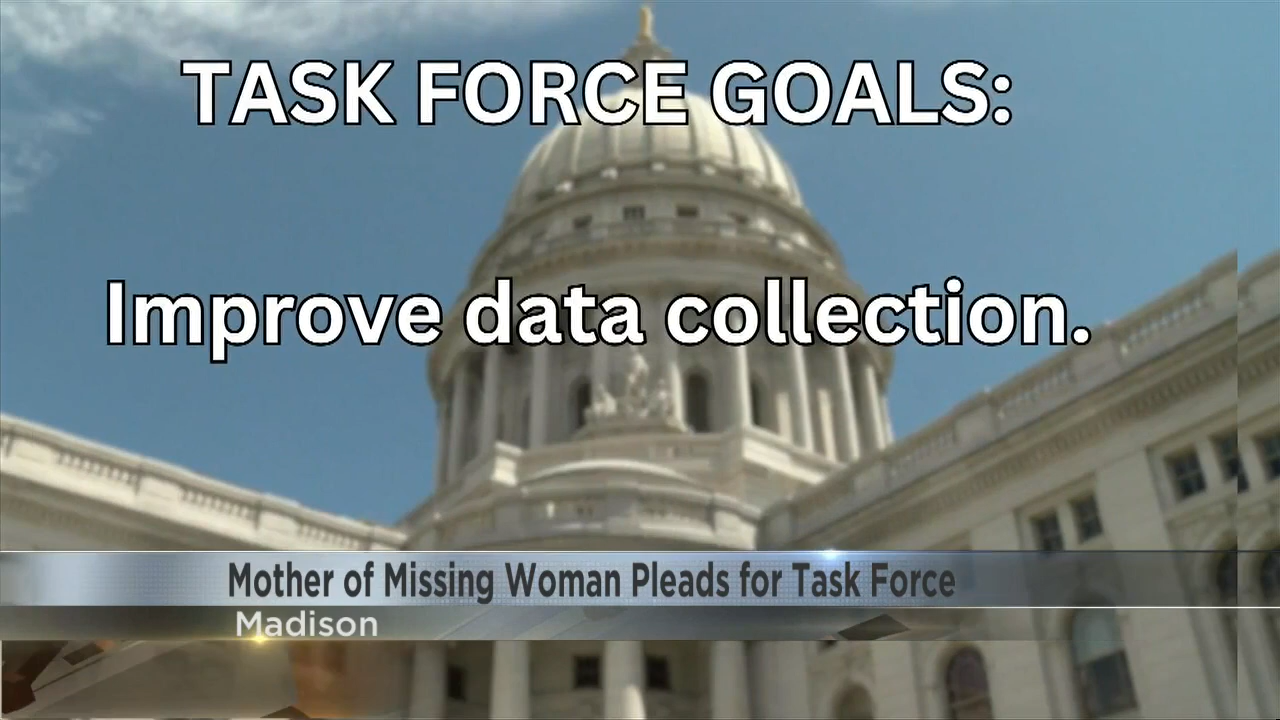 TASK FORCE GOALS:
Improve data collection.
Mother of Missing Woman Pleads for Task Force
Madison